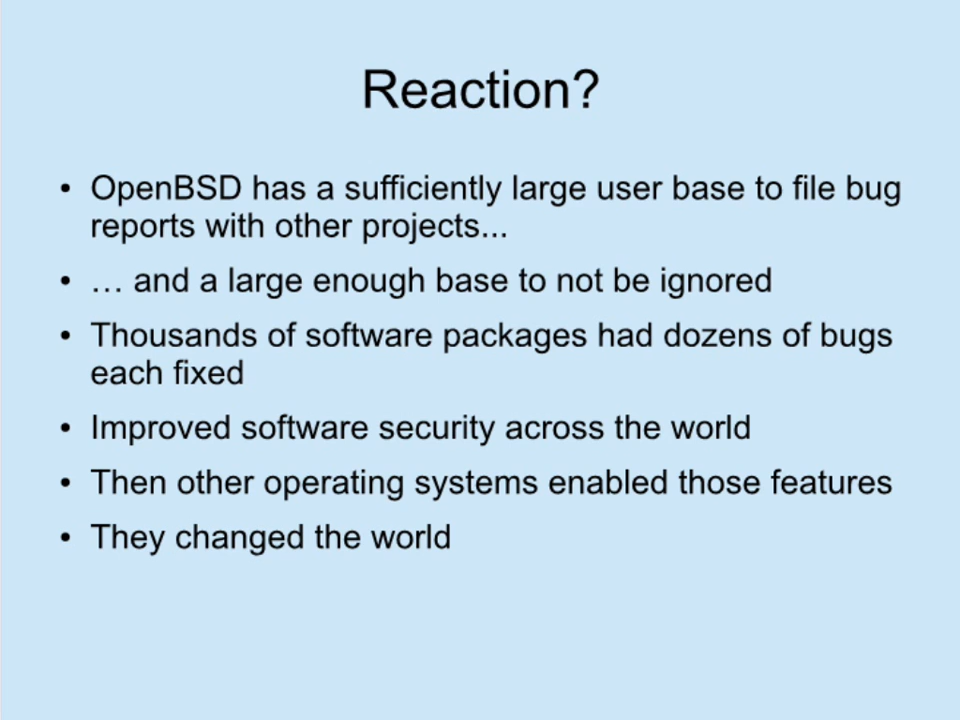 Reaction?
• OpenBSD has a sufficiently large user base to file bug
reports with other projects...
• … and a large enough base to not be ignored
• Thousands of software packages had dozens of bugs
each fixed
• Improved software security across the world
• Then other operating systems enabled those features
• They changed the world